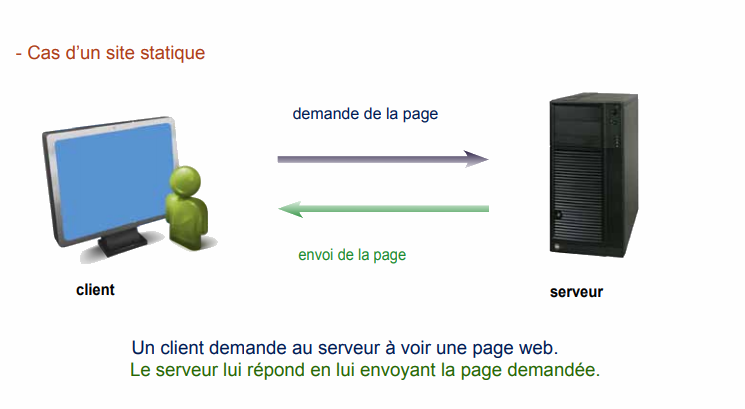 - Cas d’un site statique
demande de la page
envoi de la page
client
serveur
Un client demande au serveur à voir une page web.
Le serveur lui répond en lui envoyant la page demandée.